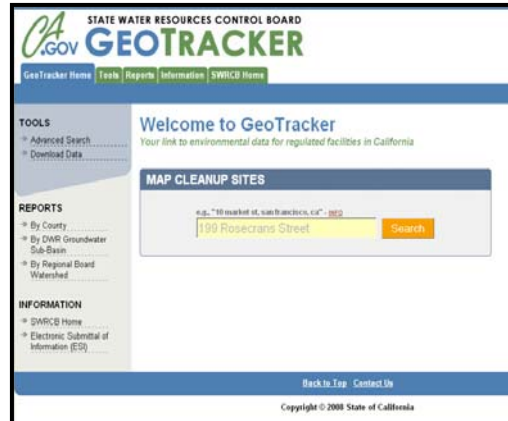 STATE WATER RESOURCES CONTROL BOARD
CA.GOV GEOTRACKER
GeoTracker Home Tools Reports Information SWRCB Home
TOOLS
Advanced Search
Download Data
REPORTS
By County
By DWR Groundwater
Sub-Basin
By Regional Board
Watershed
INFORMATION
SWRCB Home
Electronic Submittal of
Information (ESI)
Welcome to GeoTracker
Your link to environmental data for regulated facilities in California
MAP CLEANUP SITES
e.g., "10 market st, san francisco, ca" - INFO
199 Rosecrans Street
Search
Back to Top Contact Us
Copyright © 2008 State of California